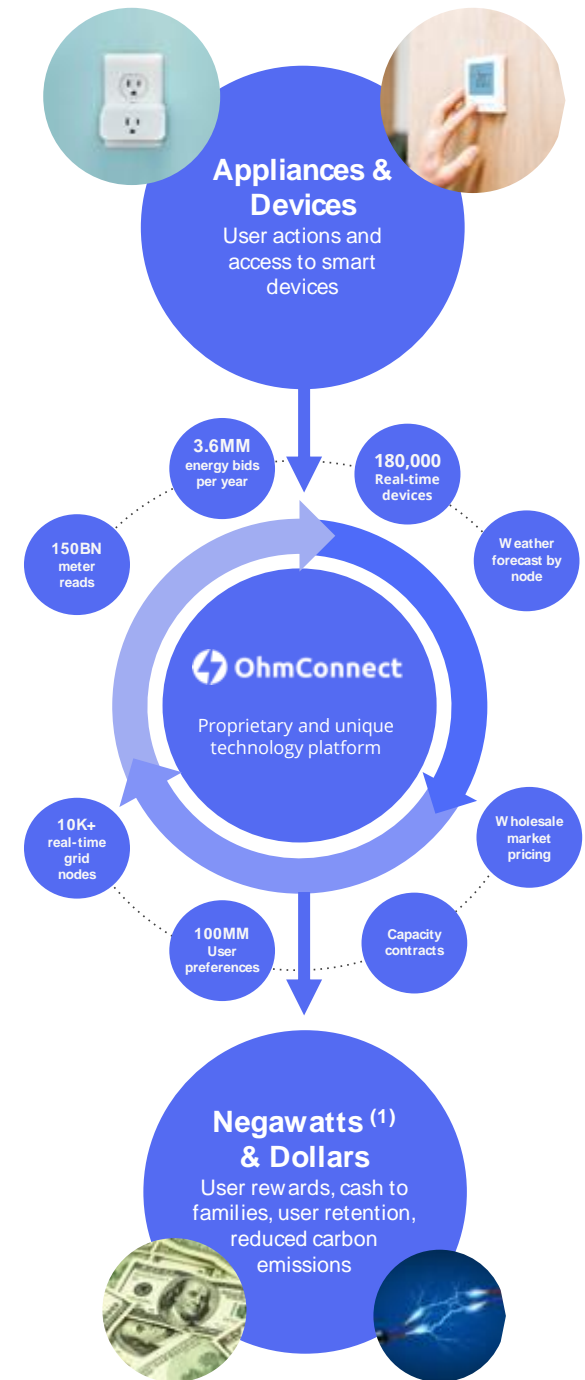 Appliances &
Devices
User actions and
access to smart
devices
3.6MM
energy bids
per year
180,000
Real-time
devices
150BN
meter
reads
Weather
forecast by
node
OhmConnect
Proprietary and unique
technology platform
10K+
real-time
grid
nodes
Wholesale
market
pricing
100MM
User
preferences
Capacity
contracts
Negawatts (1)
& Dollars
User rewards, cash to
families, user retention,
reduced carbon
emissions